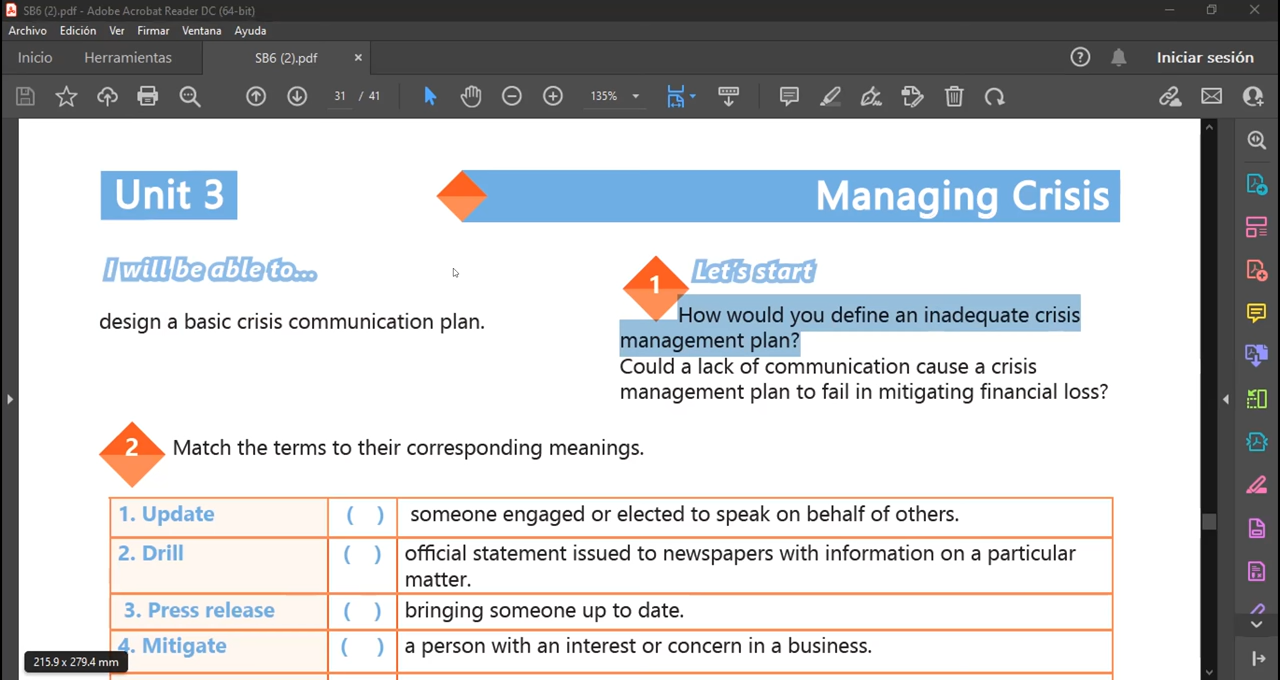 SB6 (2).pdf - Adobe Acrobat Reader DC (64-bit)
Archivo Edición Ver Firmar Ventana Ayuda
Inicio Herramientas SB6 (2).pdf × Iniciar sesión
31 / 41 135%
Unit 3 Managing Crisis
I will be able to...
design a basic crisis communication plan.
1 Let's start
How would you define an inadequate crisis
management plan?
Could a lack of communication cause a crisis
management plan to fail in mitigating financial loss?
2 Match the terms to their corresponding meanings.
1. Update ( ) someone engaged or elected to speak on behalf of others.
2. Drill ( ) official statement issued to newspapers with information on a particular
matter.
3. Press release ( ) bringing someone up to date.
4. Mitigate ( ) a person with an interest or concern in a business.
215.9 x 279.4 mm